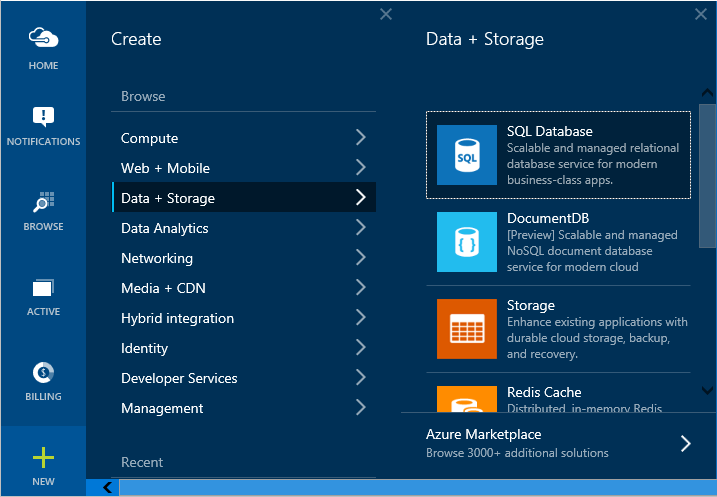 HOME
NOTIFICATIONS
BROWSE
ACTIVE
BILLING
NEW
Create
Browse
Compute
Web + Mobile
Data + Storage
Data Analytics
Networking
Media + CDN
Hybrid integration
Identity
Developer Services
Management
Recent
Data + Storage
SQL
SQL Database
Scalable and managed relational
database service for modern
business-class apps.
DocumentDB
[Preview] Scalable and managed
NoSQL document database
service for modern cloud
Storage
Enhance existing applications with
durable cloud storage, backup,
and recovery.
Redis Cache
Distributed, in-memory Redis
Azure Marketplace
Browse 3000+ additional solutions